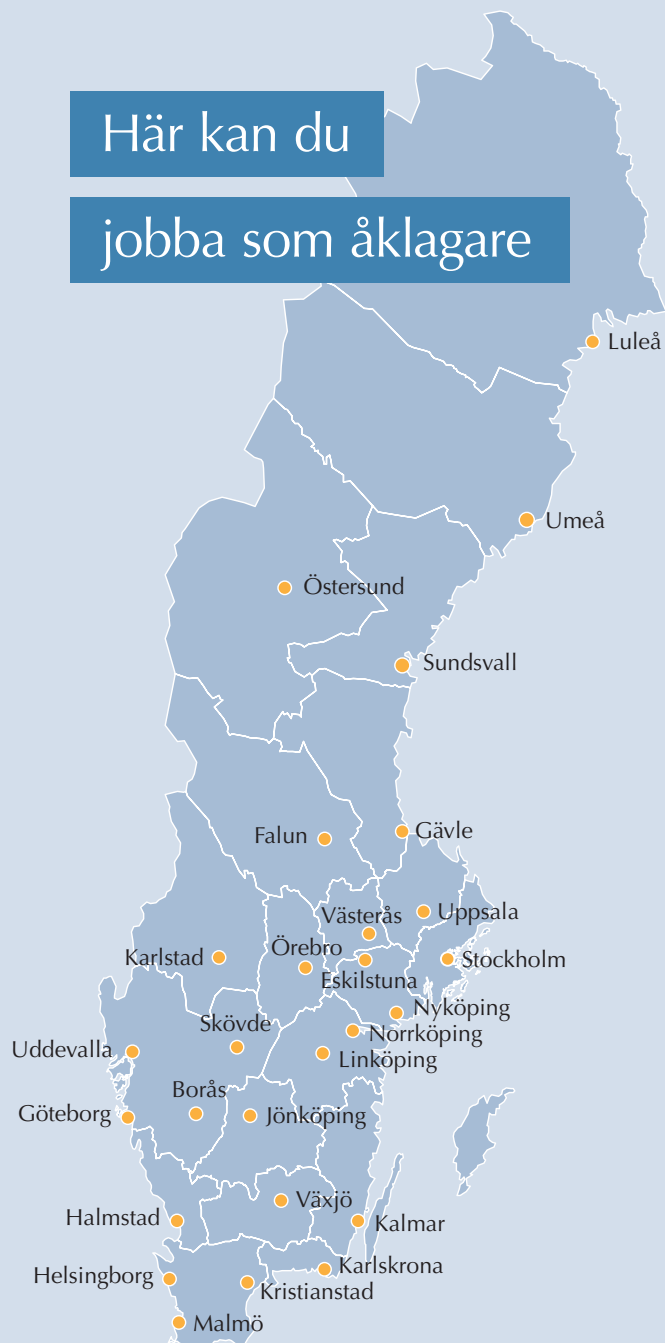 Här kan du
jobba som åklagare
Luleå
Umeå
Östersund
Sundsvall
Falun
Gävle
Västerås
Uppsala
Karlstad
Örebro
Stockholm
Eskilstuna
Nyköping
Skövde
Norrköping
Uddevalla
Linköping
Borås
Göteborg
Jönköping
Växjö
Halmstad
Kalmar
Karlskrona
Helsingborg
Kristianstad
Malmö